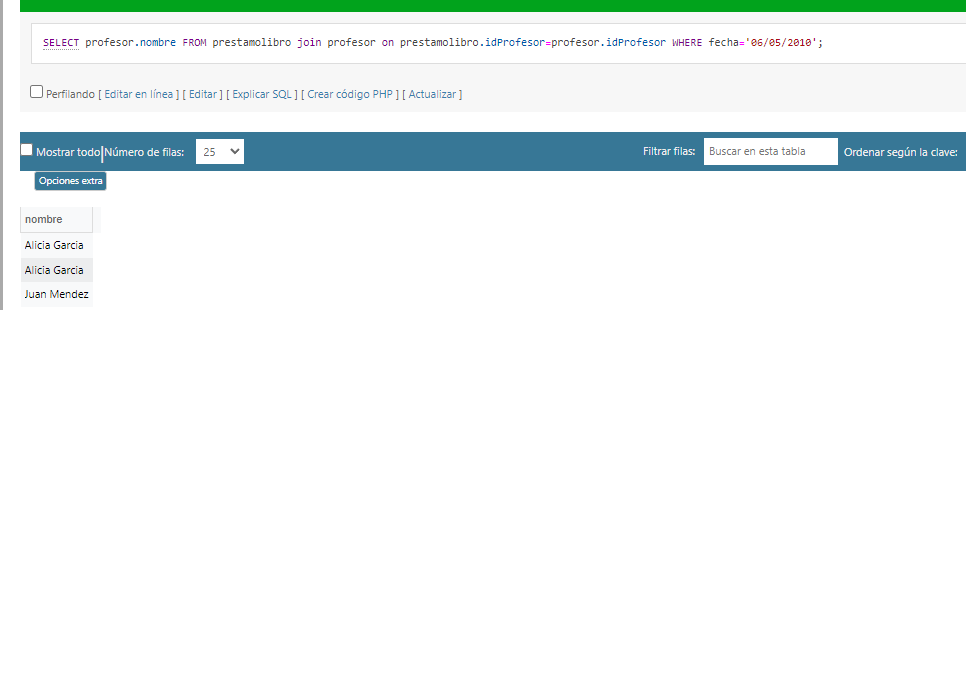 SELECT profesor.nombre FROM prestamolibro join profesor on prestamolibro.idProfesor=profesor.idProfesor WHERE fecha='06/05/2010';
Perfilando [ Editar en línea ] [ Editar ] [ Explicar SQL ] [ Crear código PHP ] [ Actualizar ]
Mostrar todo Número de filas: 25 Filtrar filas: Buscar en esta tabla Ordenar según la clave:
Opciones extra
nombre
Alicia Garcia
Alicia Garcia
Juan Mendez